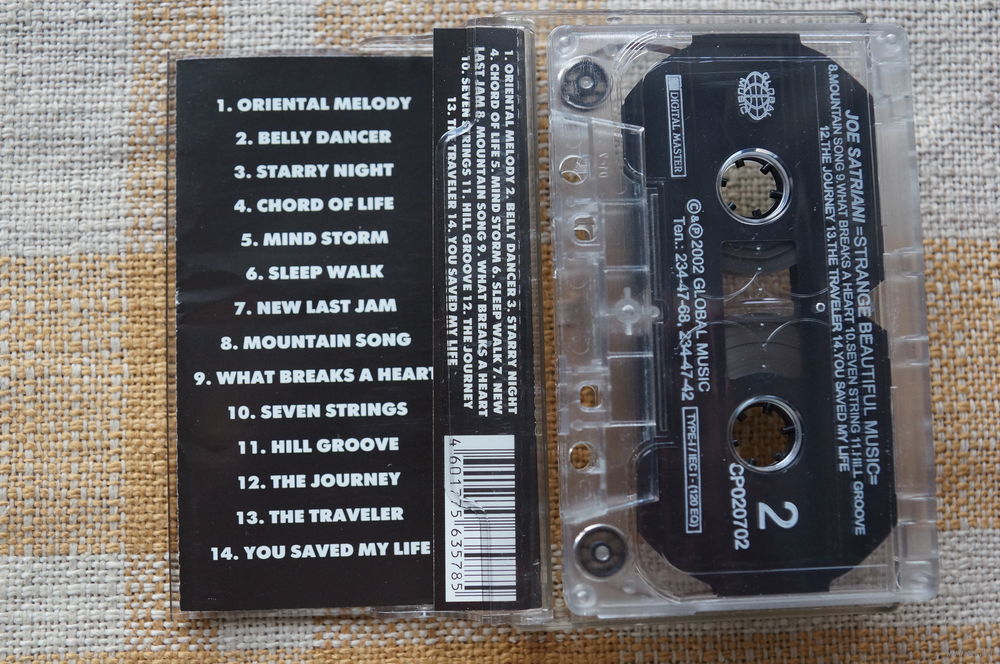 1. ORIENTAL MELODY
2. BELLY DANCER
3. STARRY NIGHT
4. CHORD OF LIFE
5. MIND STORM
6. SLEEP WALK
7. NEW LAST JAM
8. MOUNTAIN SONG
9. WHAT BREAKS A HEART
10. SEVEN STRINGS
11. HILL GROOVE
12. THE JOURNEY
13. THE TRAVELER
14. YOU SAVED MY LIFE
1. ORIENTAL MELODY 2. BELLY DANCER 3. STARRY NIGHT
4. CHORD OF LIFE 5. MIND STORM 6. SLEEP WALK 7. NEW
LAST JAM 8. MOUNTAIN SONG 9. WHAT BREAKS A HEART
10. SEVEN STRINGS 11. HILL GROOVE 12. THE JOURNEY
13. THE TRAVELER 14. YOU SAVED MY LIFE
4601775635785
JOE SATRIANI =STRANGE BEAUTIFUL MUSIC=
8.MOUNTAIN SONG 9.WHAT BREAKS A HEART 10.SEVEN STRING 11.HILL GROOVE
12.THE JOURNEY 13.THE TRAVELER 14.YOU SAVED MY LIFE
GLOBAL
MUSIC
2
DIGITAL MASTER
©&℗2002 GLOBAL MUSIC
Тел.: 234-47-68, 234-47-42
TYPE-I / IEC I - (120 EQ)
CP020702